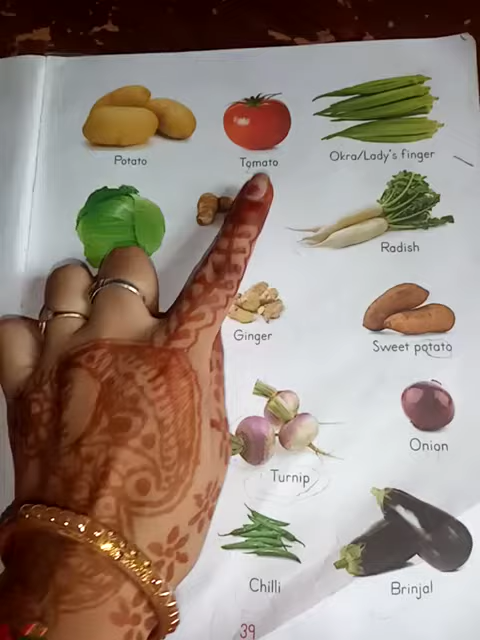 Potato
Tomato
Okra/Lady's finger
Radish
Ginger
Sweet potato
Onion
Turnip
Chilli
Brinjal
39